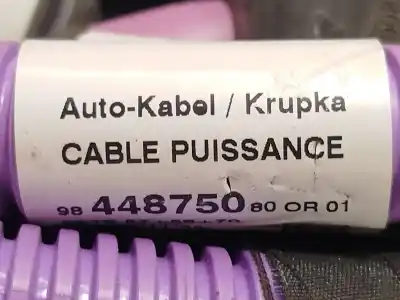 Auto-Kabel / Krupka
CABLE PUISSANCE
98 448750 80 OR 01